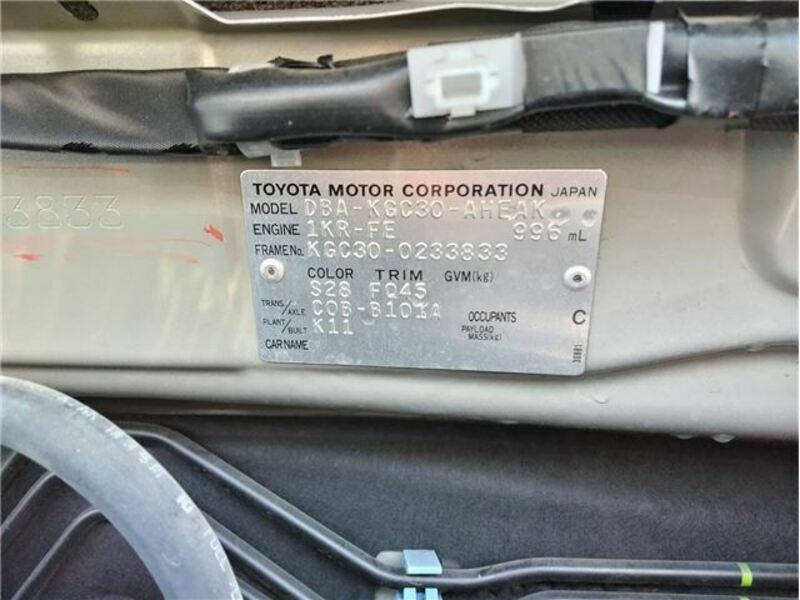 3833
TOYOTA MOTOR CORPORATION JAPAN
MODEL DBA-KGC30-AHEAK
ENGINE 1KR-FE 996 mL
FRAME No. KGC30-0233833
COLOR TRIM GVM(kg)
S28 FQ45
TRANS/AXLE C0B-B101A OCCUPANTS C
PLANT/BUILT K11 PAYLOAD MASS(kg)
CAR NAME